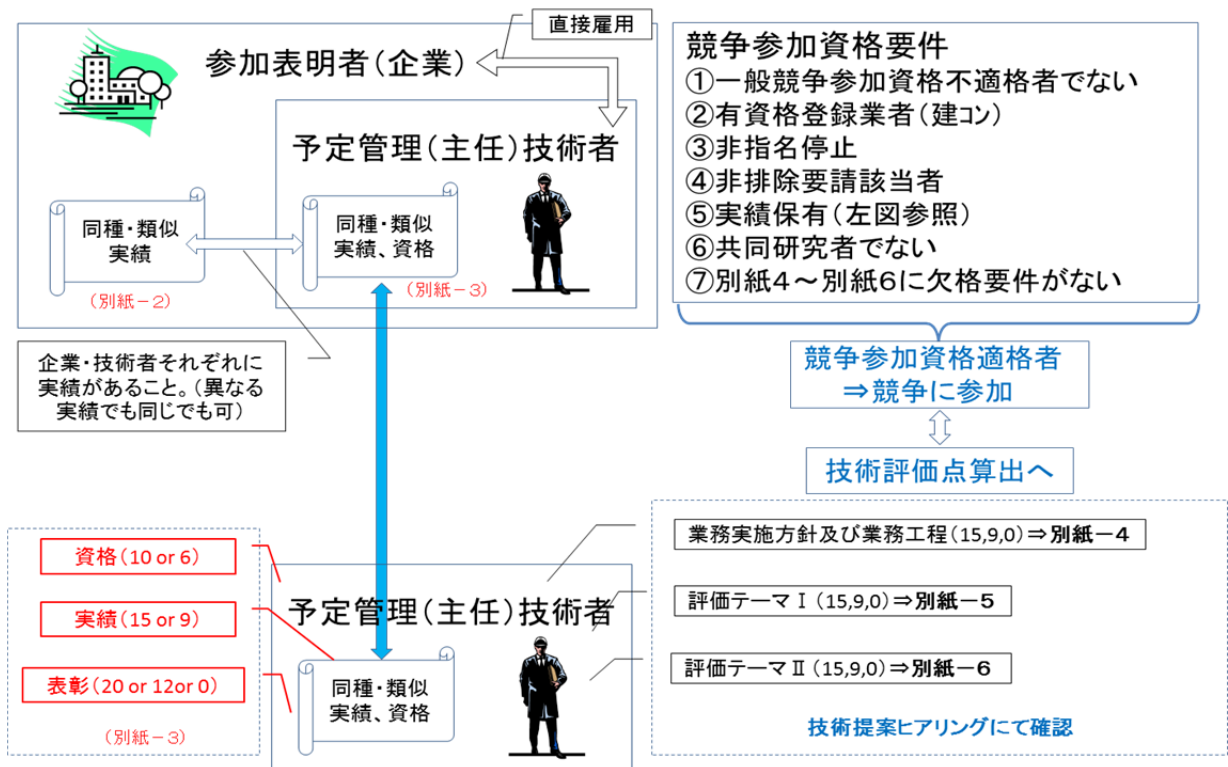 直接雇用
参加表明者(企業)
予定管理(主任)技術者
同種・類似
実績
(別紙-2)
同種・類似
実績、資格
(別紙-3)
企業・技術者それぞれに
実績があること。(異なる
実績でも同じでも可)
競争参加資格要件
①一般競争参加資格不適格者でない
②有資格登録業者(建コン)
③非指名停止
④非排除要請該当者
⑤実績保有(左図参照)
⑥共同研究者でない
⑦別紙4～別紙6に欠格要件がない
競争参加資格適格者
⇒競争に参加
技術評価点算出へ
資格(10 or 6)
実績(15 or 9)
表彰(20 or 12or 0)
(別紙-3)
予定管理(主任)技術者
同種・類似
実績、資格
業務実施方針及び業務工程(15,9,0)⇒別紙-4
評価テーマⅠ(15,9,0)⇒別紙-5
評価テーマⅡ(15,9,0)⇒別紙-6
技術提案ヒアリングにて確認